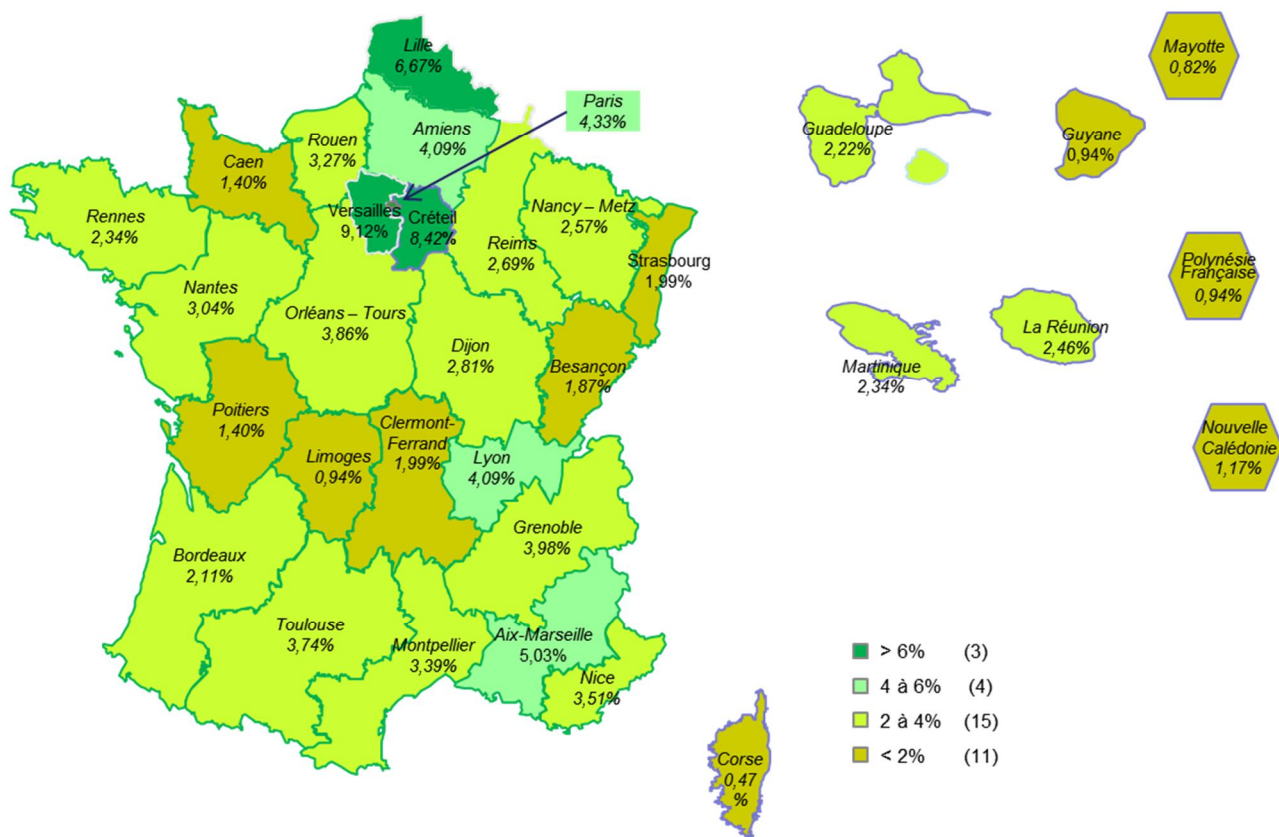 Lille
6,67%
Paris
4,33%
Amiens
4,09%
Rouen
3,27%
Caen
1,40%
Versailles
9,12%
Créteil
8,42%
Rennes
2,34%
Nancy – Metz
2,57%
Reims
2,69%
Strasbourg
1,99%
Nantes
3,04%
Orléans – Tours
3,86%
Dijon
2,81%
Besançon
1,87%
Poitiers
1,40%
Limoges
0,94%
Clermont-
Ferrand
1,99%
Lyon
4,09%
Grenoble
3,98%
Bordeaux
2,11%
Toulouse
3,74%
Montpellier
3,39%
Aix-Marseille
5,03%
Nice
3,51%
Corse
0,47
%
Guadeloupe
2,22%
Guyane
0,94%
Mayotte
0,82%
Martinique
2,34%
La Réunion
2,46%
Polynésie
Française
0,94%
Nouvelle
Calédonie
1,17%
> 6% (3)
4 à 6% (4)
2 à 4% (15)
< 2% (11)